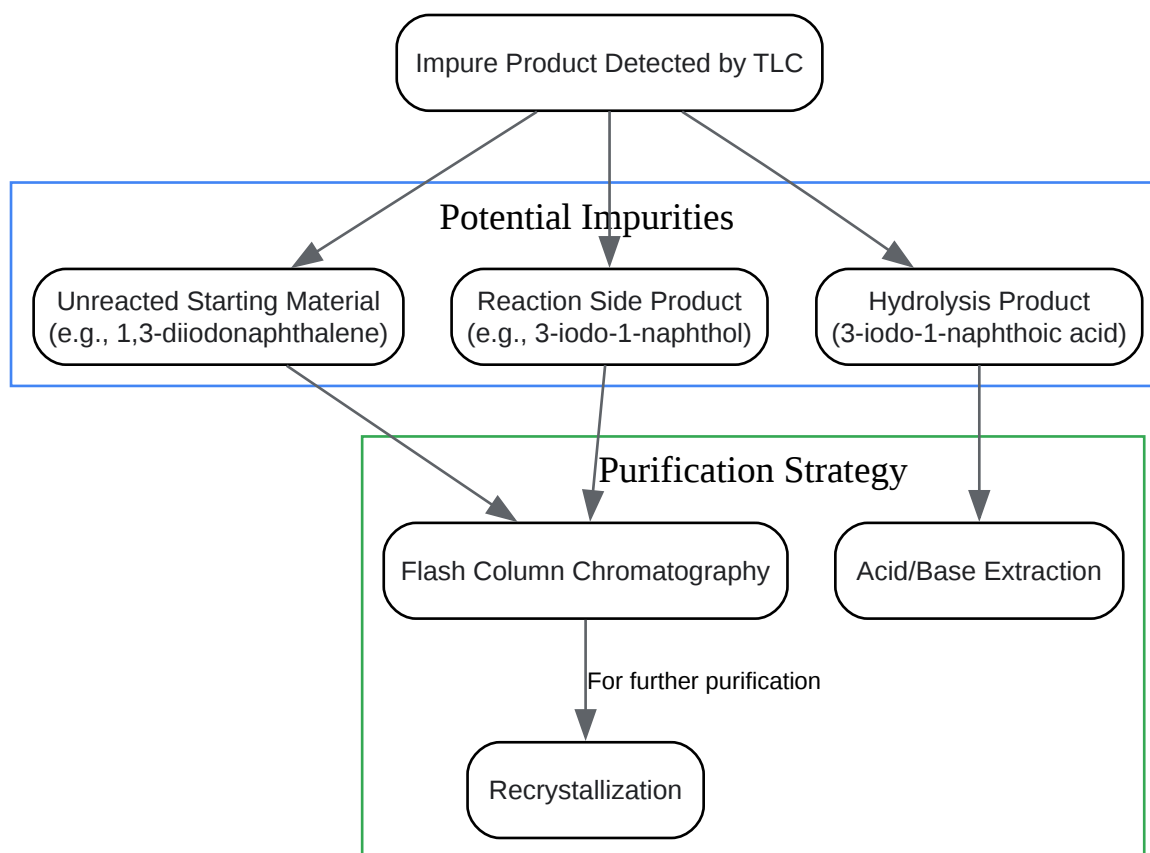 Impure Product Detected by TLC
Potential Impurities
Unreacted Starting Material
(e.g., 1,3-diiodonaphthalene)
Reaction Side Product
(e.g., 3-iodo-1-naphthol)
Hydrolysis Product
(3-iodo-1-naphthoic acid)
Purification Strategy
Flash Column Chromatography
Acid/Base Extraction
For further purification
Recrystallization